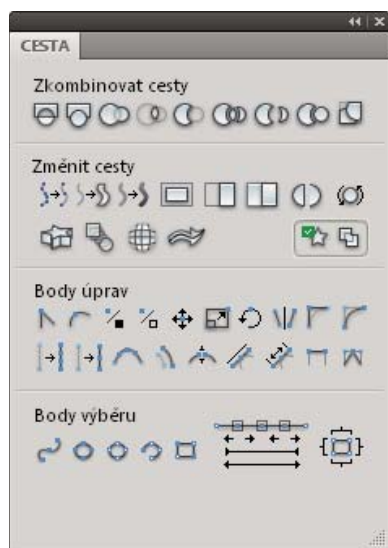 CESTA
Zkombinovat cesty
Změnit cesty
Body úprav
Body výběru